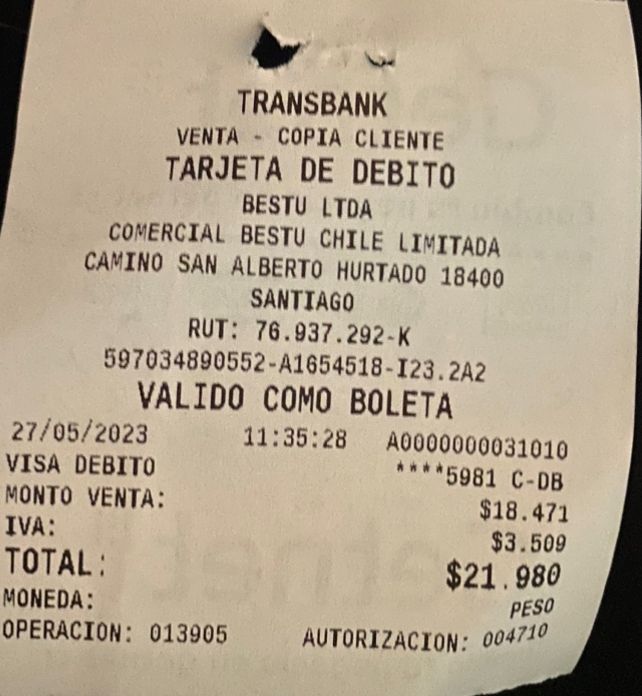 TRANSBANK
VENTA - COPIA CLIENTE
TARJETA DE DEBITO
BESTU LTDA
COMERCIAL BESTU CHILE LIMITADA
CAMINO SAN ALBERTO HURTADO 18400
SANTIAGO
RUT: 76.937.292-K
597034890552-A1654518-I23.2A2
VALIDO COMO BOLETA
27/05/2023 11:35:28 A0000000031010
VISA DEBITO ****5981 C-DB
MONTO VENTA: $18.471
IVA: $3.509
TOTAL: $21.980
MONEDA: PESO
OPERACION: 013905 AUTORIZACION: 004710